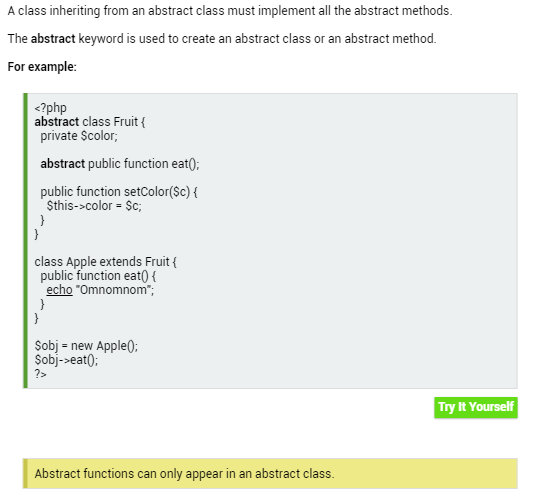 A class inheriting from an abstract class must implement all the abstract methods.
The abstract keyword is used to create an abstract class or an abstract method.
For example:
<?php
abstract class Fruit {
private $color;
abstract public function eat();
public function setColor($c) {
$this->color = $c;
}
}
class Apple extends Fruit {
public function eat() {
echo "Omnomnom";
}
}
$obj = new Apple();
$obj->eat();
?>
Try It Yourself
Abstract functions can only appear in an abstract class.